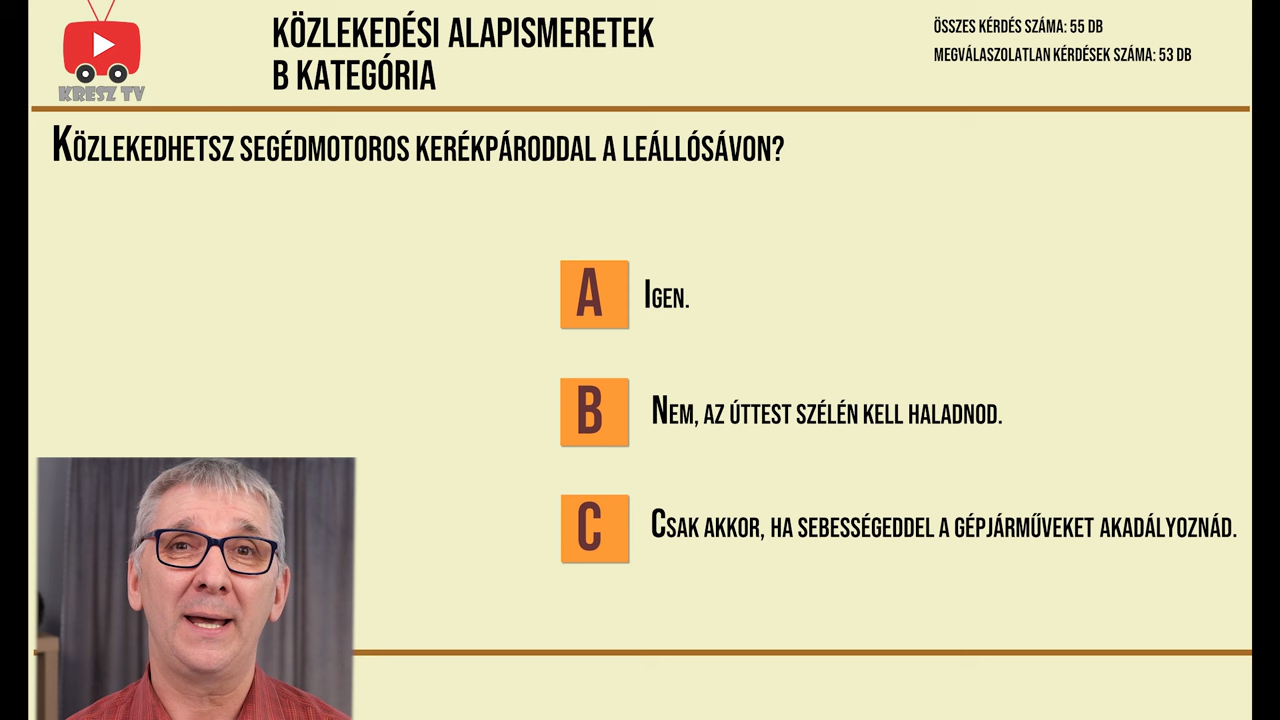 KRESZ TV
KÖZLEKEDÉSI ALAPISMERETEK
B KATEGÓRIA
ÖSSZES KÉRDÉS SZÁMA: 55 DB
MEGVÁLASZOLATLAN KÉRDÉSEK SZÁMA: 53 DB
KÖZLEKEDHETSZ SEGÉDMOTOROS KERÉKPÁRODDAL A LEÁLLÓSÁVON?
A IGEN.
B NEM, AZ ÚTTEST SZÉLÉN KELL HALADNOD.
C CSAK AKKOR, HA SEBESSÉGEDDEL A GÉPJÁRMŰVEKET AKADÁLYOZNÁD.